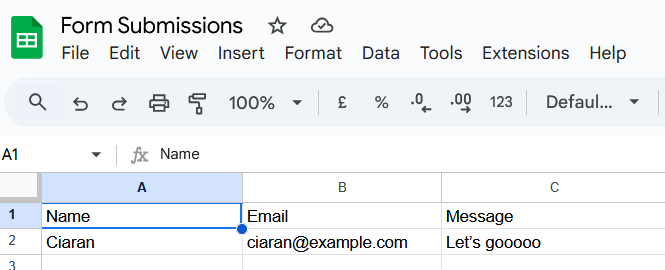 Form Submissions
File Edit View Insert Format Data Tools Extensions Help
100% £ % .0 .00 123 Defaul...
A1 fx Name
A B C
1 Name Email Message
2 Ciaran ciaran@example.com Let's gooooo
3